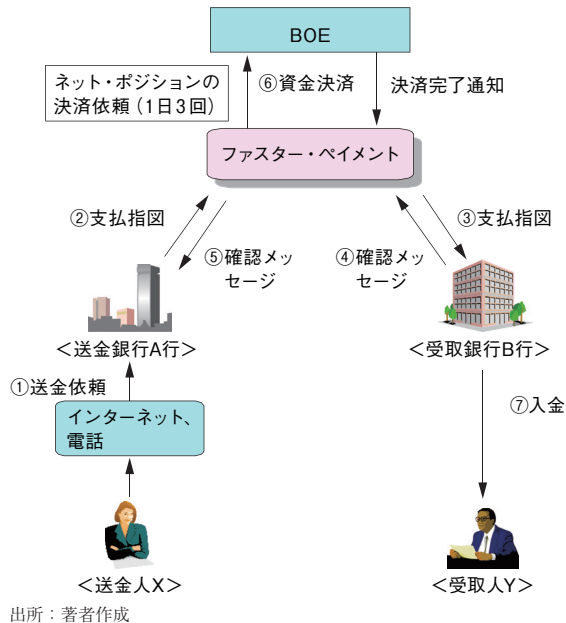 BOE
ネット・ポジションの
決済依頼（1日3回）
⑥資金決済
決済完了通知
ファスター・ペイメント
②支払指図
③支払指図
⑤確認メッ
セージ
④確認メッ
セージ
＜送金銀行A行＞
＜受取銀行B行＞
①送金依頼
インターネット、
電話
⑦入金
＜送金人X＞
＜受取人Y＞
出所：著者作成